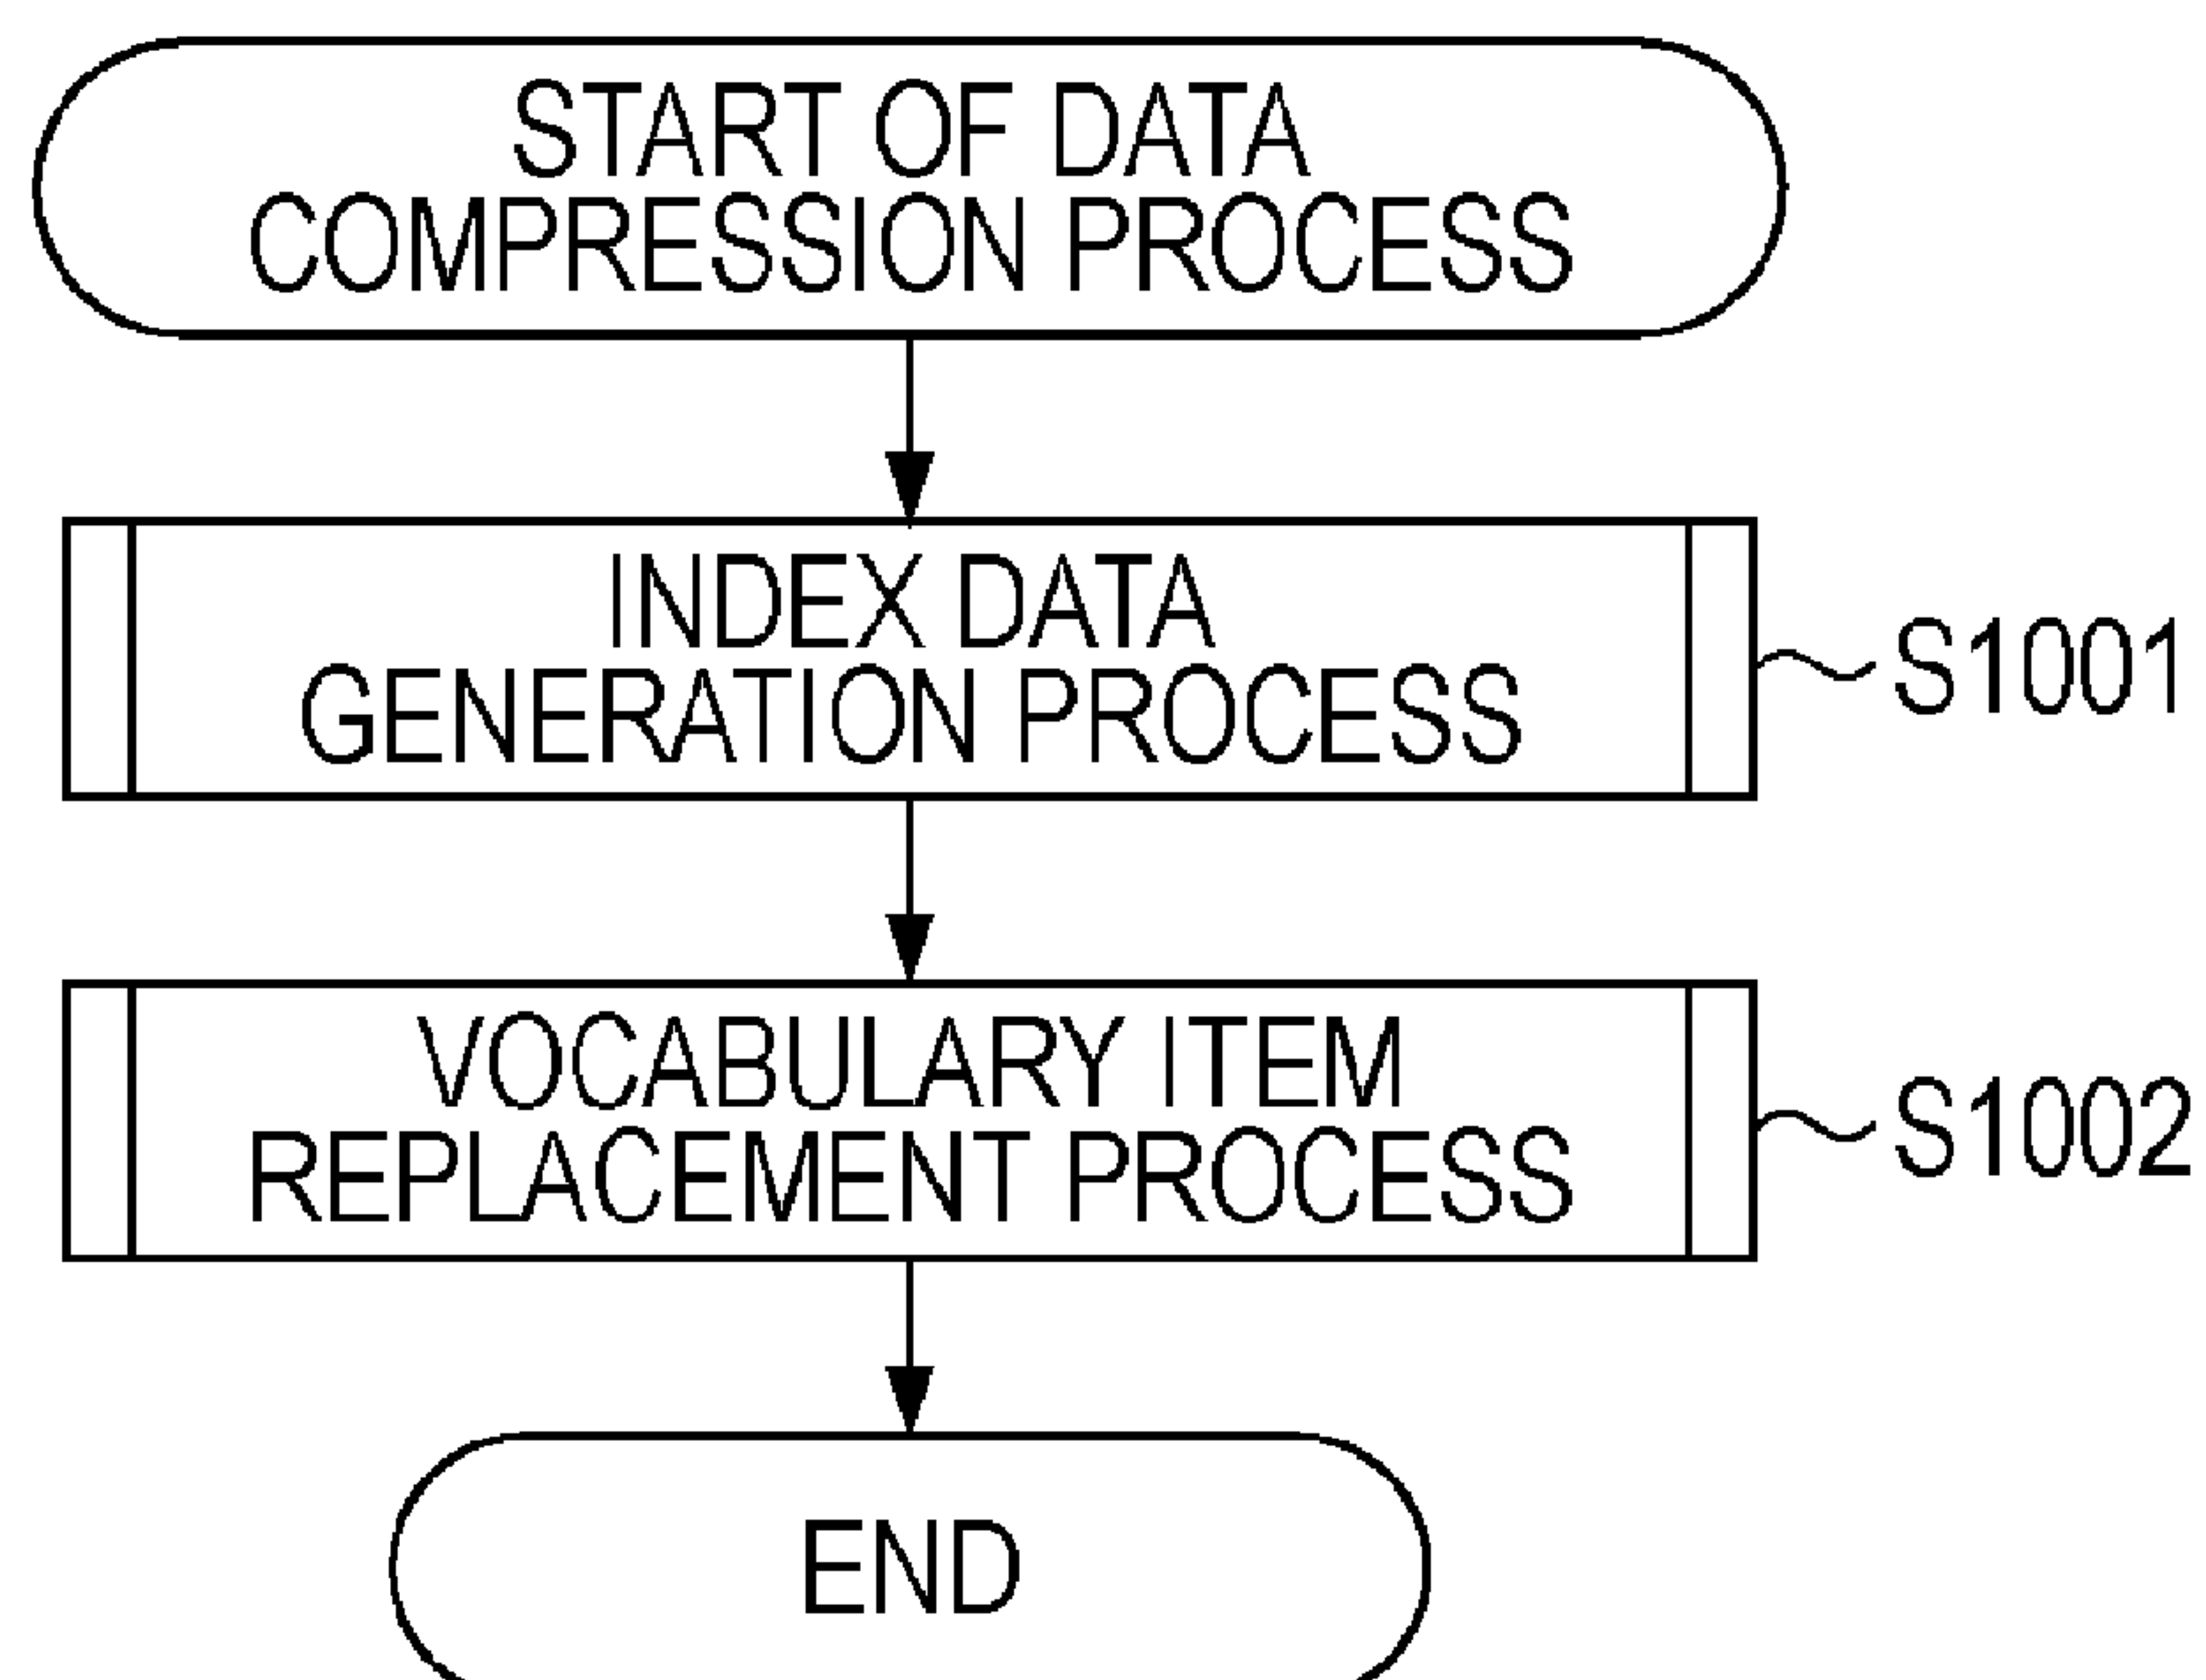 START OF DATA
COMPRESSION PROCESS
INDEX DATA
GENERATION PROCESS
S1001
VOCABULARY ITEM
REPLACEMENT PROCESS
S1002
END